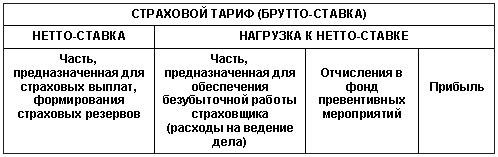 СТРАХОВОЙ ТАРИФ (БРУТТО-СТАВКА)
НЕТТО-СТАВКА
НАГРУЗКА К НЕТТО-СТАВКЕ
Часть,
предназначенная для
страховых выплат,
формирования
страховых резервов
Часть,
предназначенная для
обеспечения
безубыточной работы
страховщика
(расходы на ведение
дела)
Отчисления в
фонд
превентивных
мероприятий
Прибыль